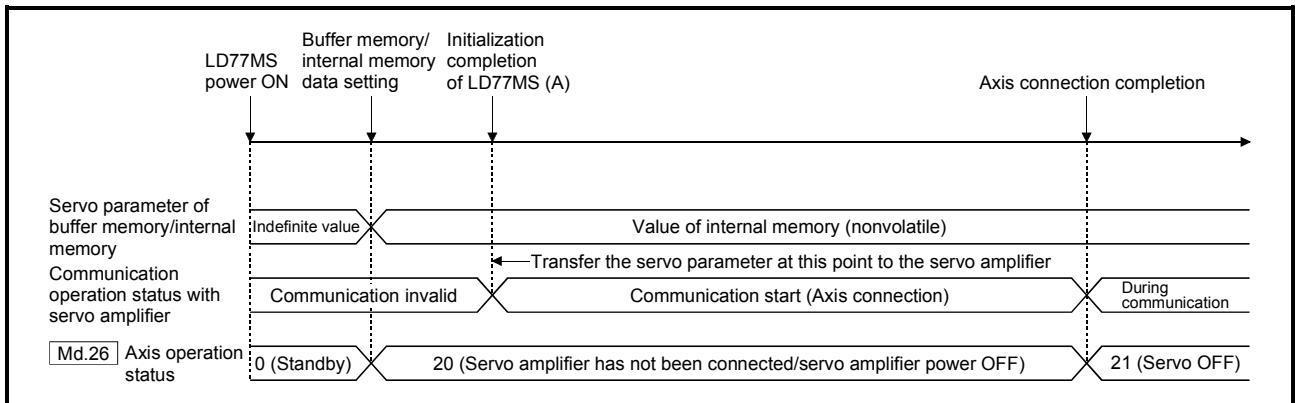 LD77MS
power ON
Buffer memory/
internal memory
data setting
Initialization
completion
of LD77MS (A)
Axis connection completion
Servo parameter of
buffer memory/internal
memory
Indefinite value
Value of internal memory (nonvolatile)
Transfer the servo parameter at this point to the servo amplifier
Communication
operation status with
servo amplifier
Communication invalid
Communication start (Axis connection)
During
communication
Md.26 Axis operation
status
0 (Standby)
20 (Servo amplifier has not been connected/servo amplifier power OFF)
21 (Servo OFF)